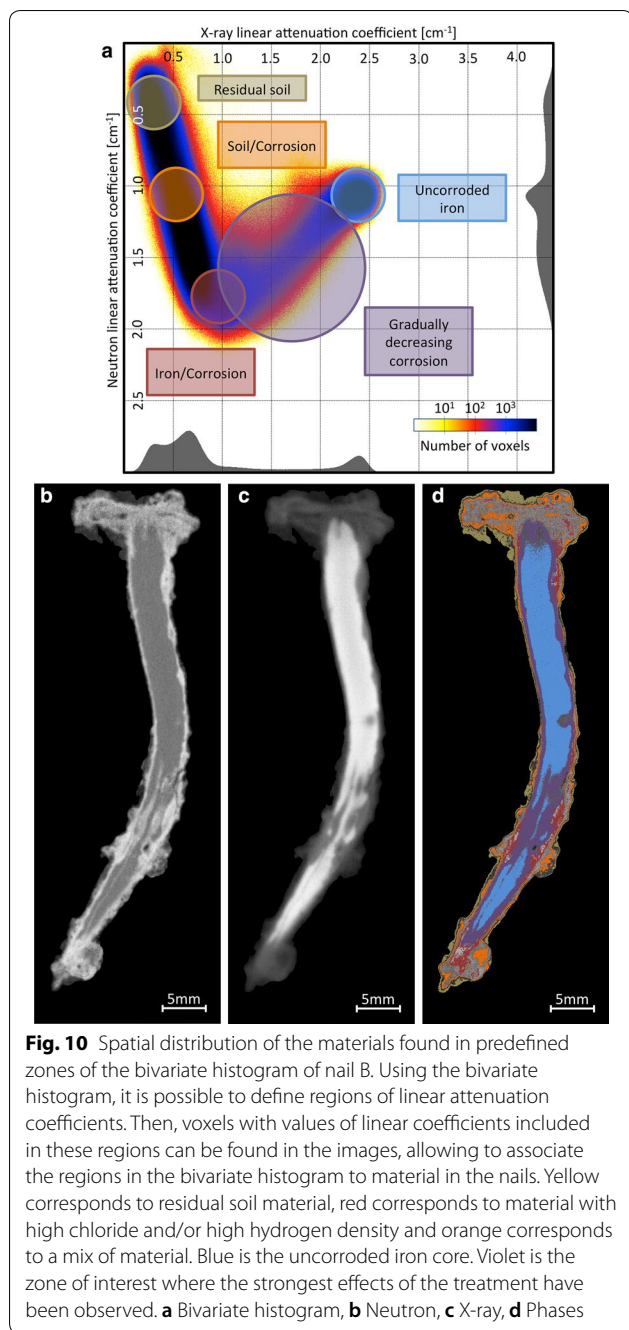 X-ray linear attenuation coefficient [cm⁻¹]
a
0.5 1.0 1.5 2.0 2.5 3.0 4.0
Neutron linear attenuation coefficient [cm⁻¹]
0.5
1.0
1.5
2.0
2.5
Residual soil
Soil/Corrosion
Uncorroded
iron
Gradually
decreasing
corrosion
Iron/Corrosion
10¹ 10² 10³
Number of voxels
b
c
d
5mm
5mm
5mm
Fig. 10 Spatial distribution of the materials found in predefined
zones of the bivariate histogram of nail B. Using the bivariate
histogram, it is possible to define regions of linear attenuation
coefficients. Then, voxels with values of linear coefficients included
in these regions can be found in the images, allowing to associate
the regions in the bivariate histogram to material in the nails. Yellow
corresponds to residual soil material, red corresponds to material with
high chloride and/or high hydrogen density and orange corresponds
to a mix of material. Blue is the uncorroded iron core. Violet is the
zone of interest where the strongest effects of the treatment have
been observed. a Bivariate histogram, b Neutron, c X-ray, d Phases